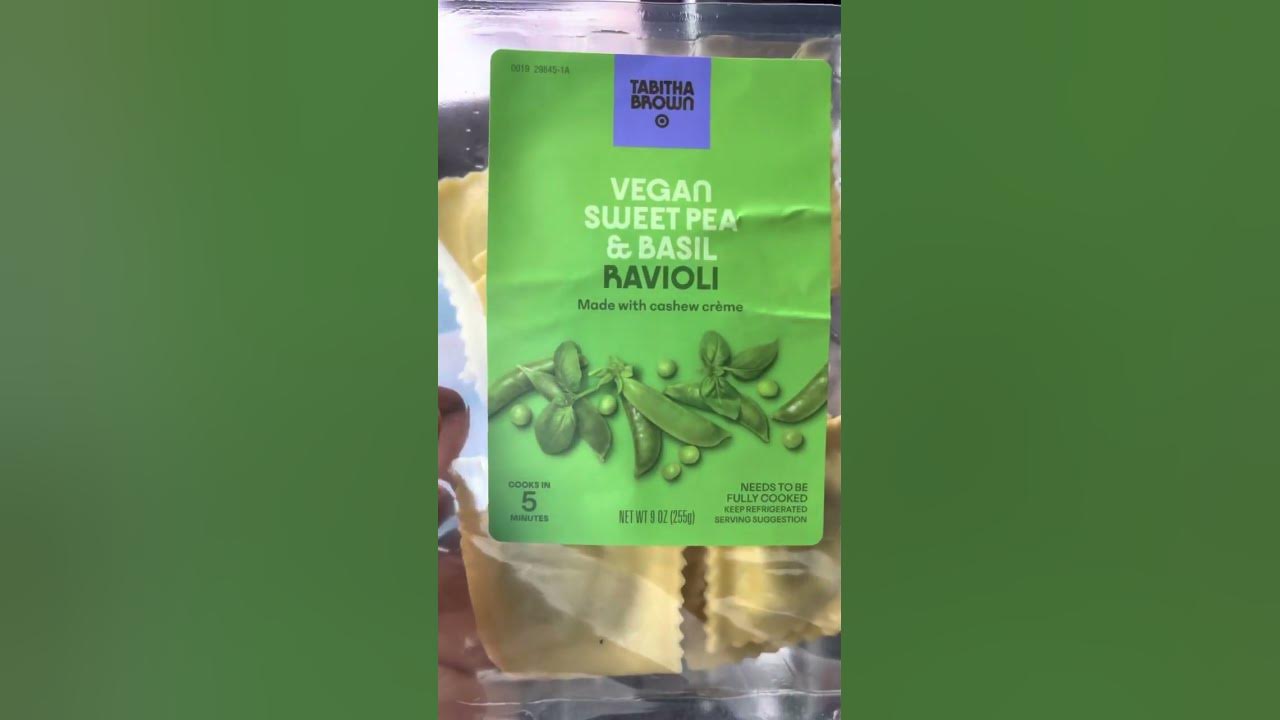 0019 29845-1A
TABITHA
BROWN
VEGAN
SWEET PEA
& BASIL
RAVIOLI
Made with cashew crème
COOKS IN
5
MINUTES
NET WT 9 OZ (255g)
NEEDS TO BE
FULLY COOKED
KEEP REFRIGERATED
SERVING SUGGESTION